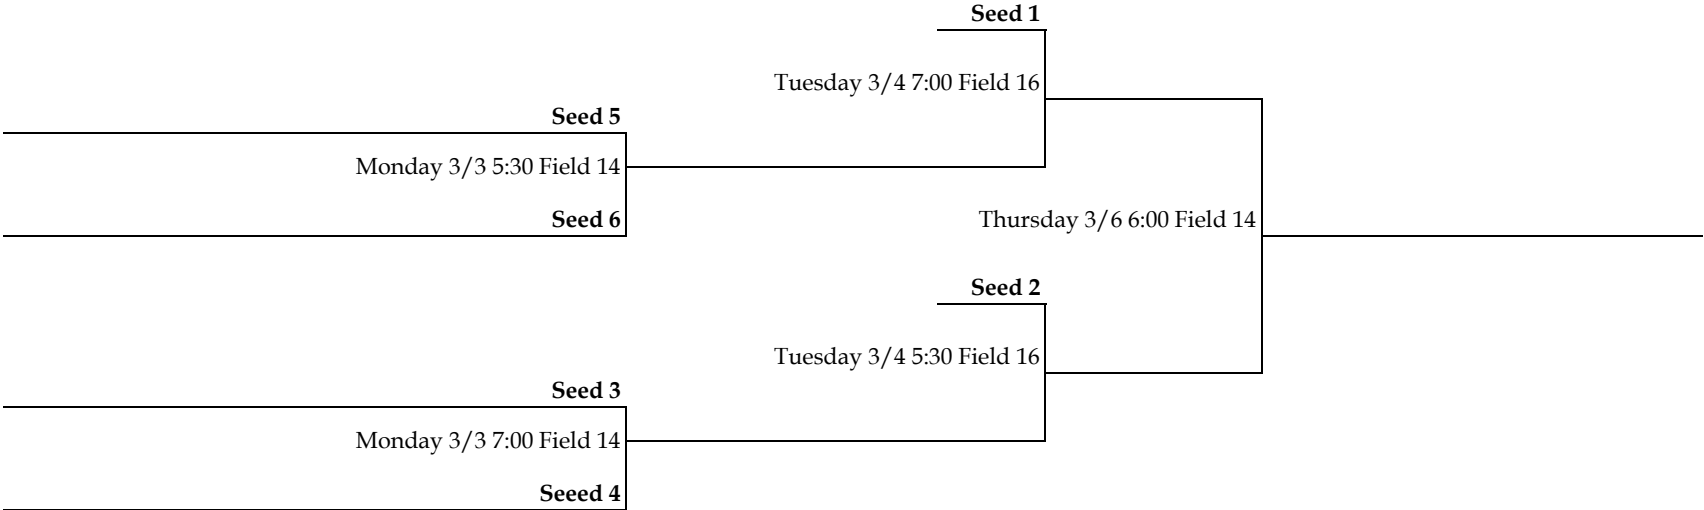 Seed 1
Tuesday 3/4 7:00 Field 16
Seed 5
Monday 3/3 5:30 Field 14
Seed 6
Thursday 3/6 6:00 Field 14
Seed 2
Tuesday 3/4 5:30 Field 16
Seed 3
Monday 3/3 7:00 Field 14
Seeed 4